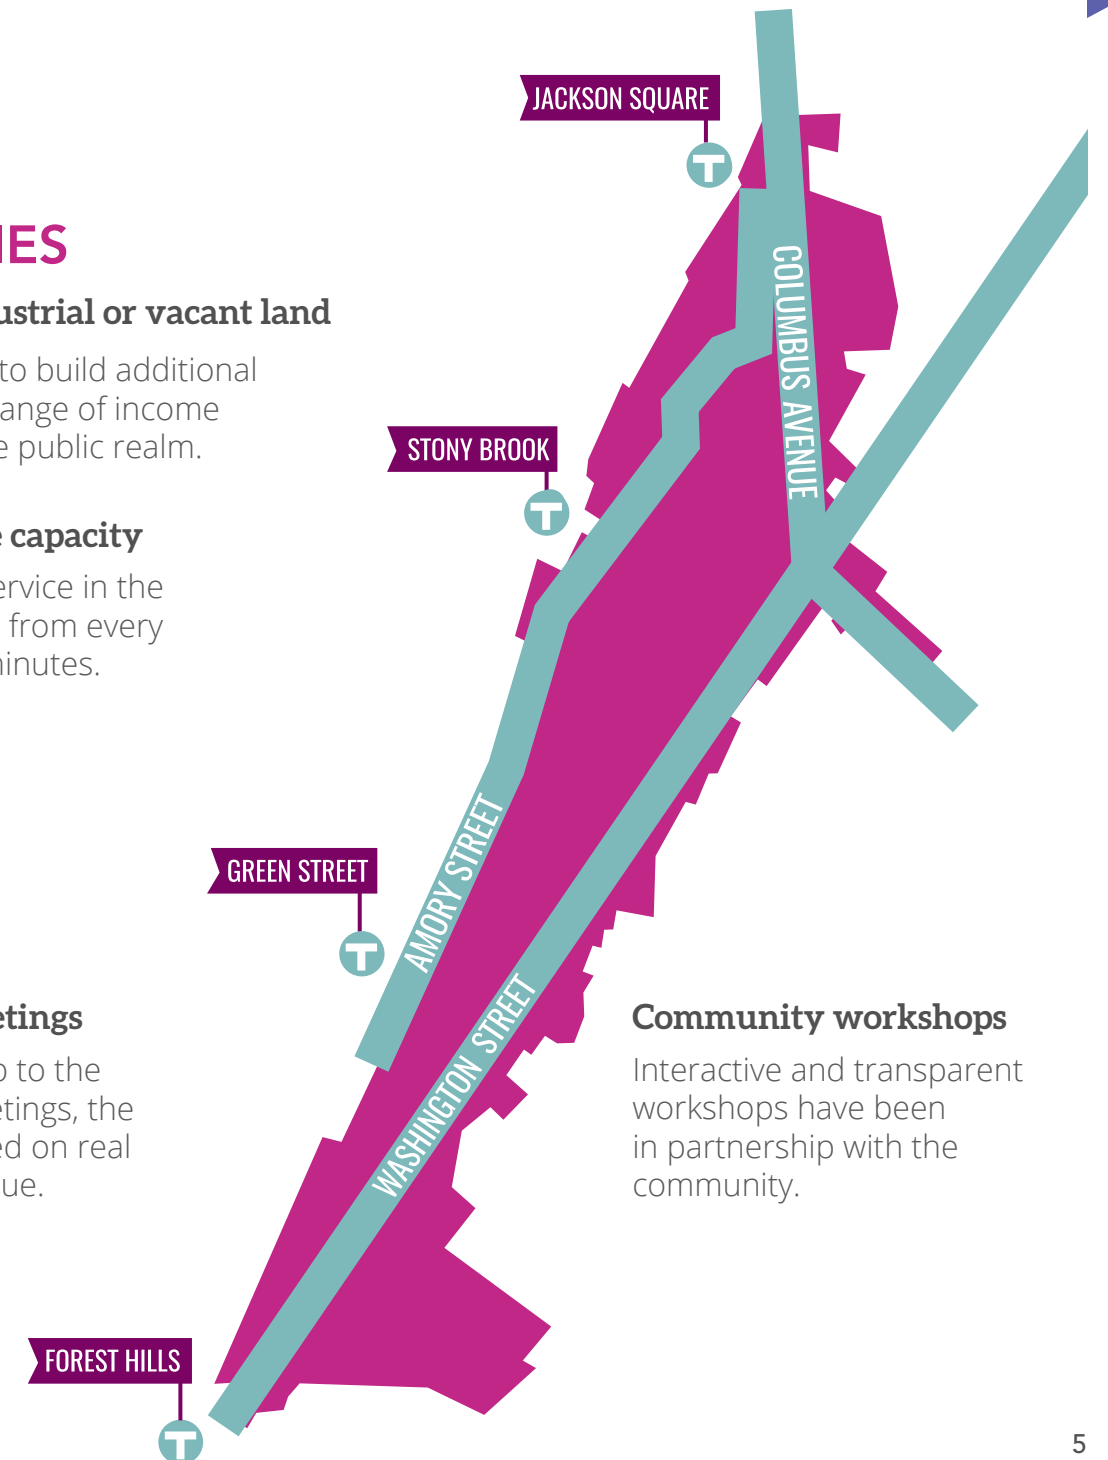 JACKSON SQUARE
T
IES
ustrial or vacant land
to build additional
ange of income
e public realm.
COLUMBUS AVENUE
STONY BROOK
T
e capacity
ervice in the
from every
inutes.
AMORY STREET
GREEN STREET
T
WASHINGTON STREET
etings
to the
etings, the
ed on real
ue.
Community workshops
Interactive and transparent
workshops have been
in partnership with the
community.
FOREST HILLS
T
5